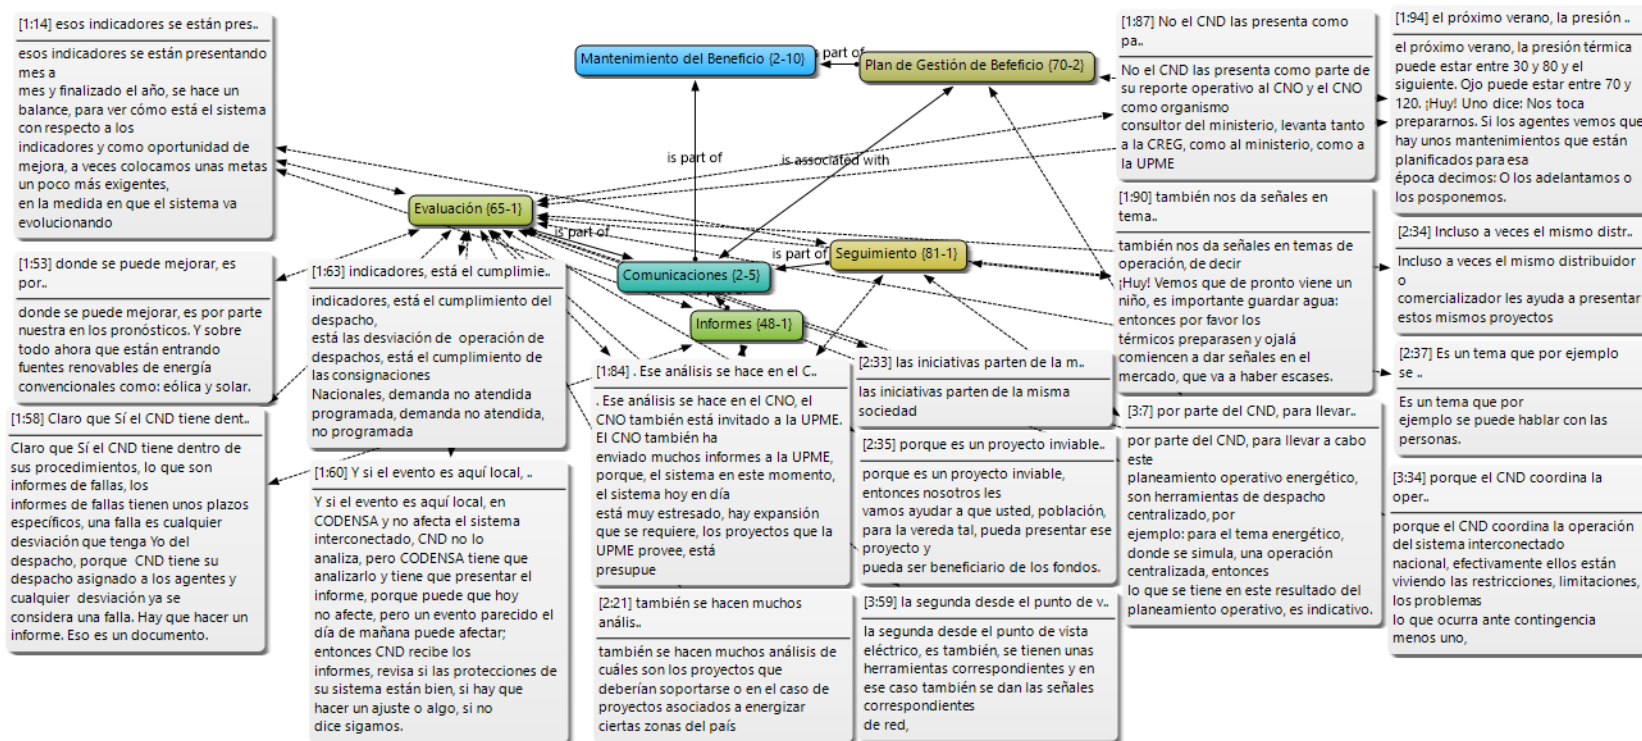 [1:14] esos indicadores se están pres..
esos indicadores se están presentando
mes a
mes y finalizado el año, se hace un
balance, para ver cómo está el sistema
con respecto a los
indicadores y como oportunidad de
mejora, a veces colocamos unas metas
un poco más exigentes,
en la medida en que el sistema va
evolucionando
[1:53] donde se puede mejorar, es
por..
donde se puede mejorar, es por parte
nuestra en los pronósticos. Y sobre
todo ahora que están entrando
fuentes renovables de energía
convencionales como: eólica y solar.
[1:58] Claro que Sí el CND tiene dent..
Claro que Sí el CND tiene dentro de
sus procedimientos, lo que son
informes de fallas, los
informes de fallas tienen unos plazos
específicos, una falla es cualquier
desviación que tenga Yo del
despacho, porque  CND tiene su
despacho asignado a los agentes y
cualquier  desviación ya se
considera una falla. Hay que hacer un
informe. Eso es un documento.
[1:63] indicadores, está el cumplimie..
indicadores, está el cumplimiento del
despacho,
está las desviación de  operación de
despachos, está el cumplimiento de
las consignaciones
Nacionales, demanda no atendida
programada, demanda no atendida,
no programada
[1:60] Y si el evento es aquí local, ..
Y si el evento es aquí local, en
CODENSA y no afecta el sistema
interconectado, CND no lo
analiza, pero CODENSA tiene que
analizarlo y tiene que presentar el
informe, porque puede que hoy
no afecte, pero un evento parecido el
día de mañana puede afectar;
entonces CND recibe los
informes, revisa si las protecciones de
su sistema están bien, si hay que
hacer un ajuste o algo, si no
dice sigamos.
Mantenimiento del Beneficio {2-10}
is part of
Plan de Gestión de Befeficio {70-2}
is part of
is associated with
Evaluación {65-1}
is part of
Comunicaciones {2-5}
is part of
Seguimiento {81-1}
Informes {48-1}
[1:84] . Ese análisis se hace en el C..
. Ese análisis se hace en el CNO, el
CNO también está invitado a la UPME.
El CNO también ha
enviado muchos informes a la UPME,
porque, el sistema en este momento,
el sistema hoy en día
está muy estresado, hay expansión
que se requiere, los proyectos que la
UPME provee, está
presupue
[2:21] también se hacen muchos
anális..
también se hacen muchos análisis de
cuáles son los proyectos que
deberían soportarse o en el caso de
proyectos asociados a energizar
ciertas zonas del país
[2:33] las iniciativas parten de la m..
las iniciativas parten de la misma
sociedad
[2:35] porque es un proyecto inviable..
porque es un proyecto inviable,
entonces nosotros les
vamos ayudar a que usted, población,
para la vereda tal, pueda presentar ese
proyecto y
pueda ser beneficiario de los fondos.
[3:59] la segunda desde el punto de v..
la segunda desde el punto de vista
eléctrico, es también, se tienen unas
herramientas correspondientes y en
ese caso también se dan las señales
correspondientes
de red,
[1:87] No el CND las presenta como
pa..
No el CND las presenta como parte de
su reporte operativo al CNO y el CNO
como organismo
consultor del ministerio, levanta tanto
a la CREG, como al ministerio, como a
la UPME
[1:90] también nos da señales en
tema..
también nos da señales en temas de
operación, de decir
¡Huy! Vemos que de pronto viene un
niño, es importante guardar agua:
entonces por favor los
térmicos preparasen y ojalá
comiencen a dar señales en el
mercado, que va a haber escases.
[3:7] por parte del CND, para llevar..
por parte del CND, para llevar a cabo
este
planeamiento operativo energético,
son herramientas de despacho
centralizado, por
ejemplo: para el tema energético,
donde se simula, una operación
centralizada, entonces
lo que se tiene en este resultado del
planeamiento operativo, es indicativo.
[1:94] el próximo verano, la presión ..
el próximo verano, la presión térmica
puede estar entre 30 y 80 y el
siguiente. Ojo puede estar entre 70 y
120. ¡Huy! Uno dice: Nos toca
prepararnos. Si los agentes vemos que
hay unos mantenimientos que están
planificados para esa
época decimos: O los adelantamos o
los posponemos.
[2:34] Incluso a veces el mismo distr..
Incluso a veces el mismo distribuidor
o
comercializador les ayuda a presentar
estos mismos proyectos
[2:37] Es un tema que por ejemplo
se ..
Es un tema que por
ejemplo se puede hablar con las
personas.
[3:34] porque el CND coordina la
oper..
porque el CND coordina la operación
del sistema interconectado
nacional, efectivamente ellos están
viviendo las restricciones, limitaciones,
los problemas
lo que ocurra ante contingencia
menos uno,